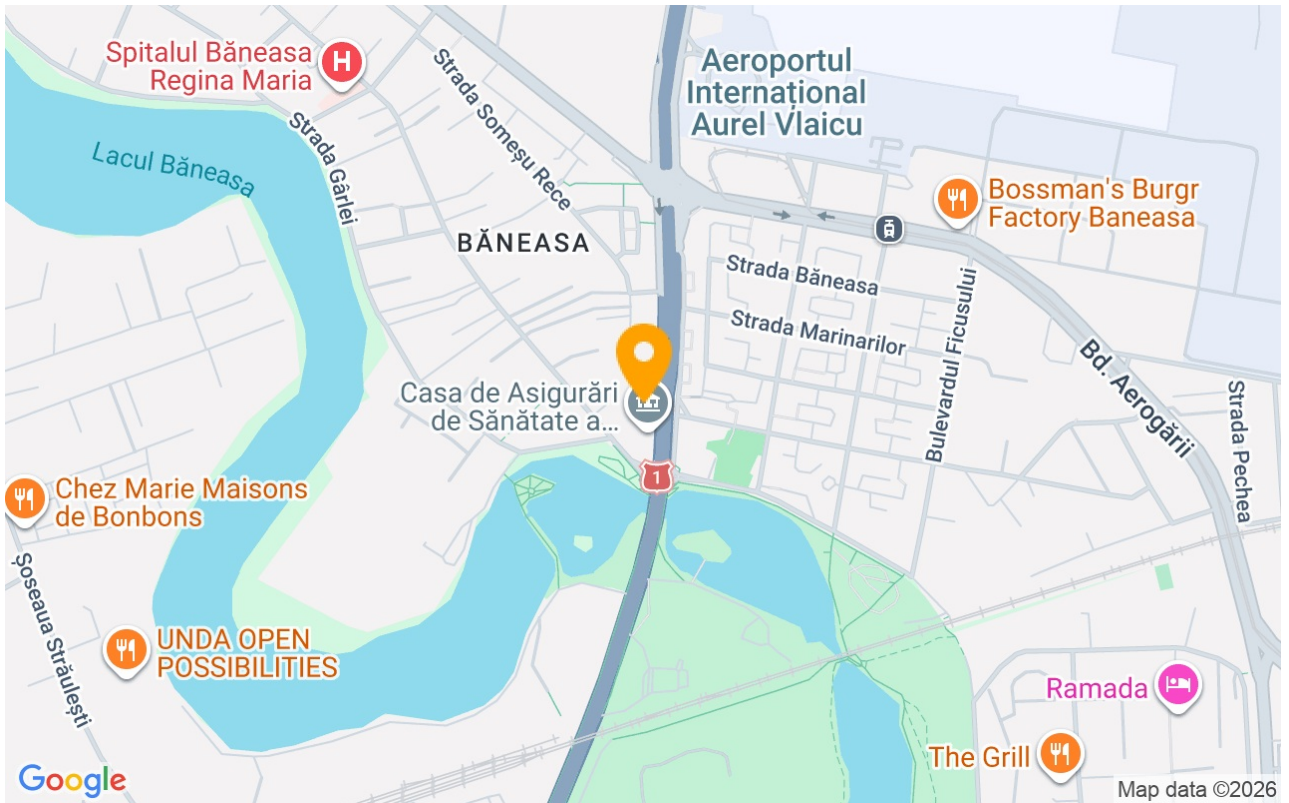 Spitalul Băneasa
Regina Maria
H
Strada Someșu Rece
Aeroportul
Internațional
Aurel Vlaicu
Strada Gârlei
Lacul Băneasa
BĂNEASA
Bossman's Burgr
Factory Baneasa
Strada Băneasa
Strada Marinarilor
Bulevardul Ficusului
Bd. Aerogării
Strada Pechea
Casa de Asigurări
de Sănătate a...
1
Chez Marie Maisons
de Bonbons
Șoseaua Străulești
UNDA OPEN
POSSIBILITIES
Ramada
The Grill
Google
Map data ©2026